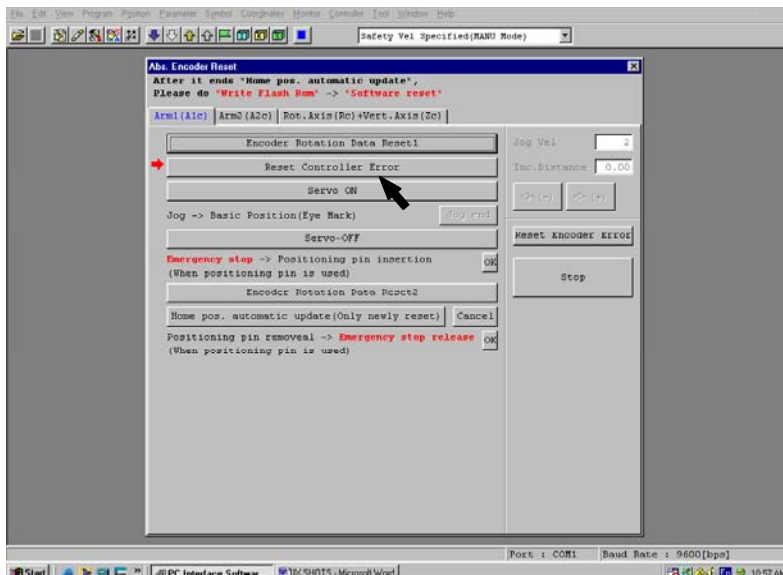 File Edit View Program Position Parameter Symbol Coordinates Monitor Controller Tool Window Help
Safety Vel Specified(MANU Mode)
Abs. Encoder Reset
After it ends "Home pos. automatic update",
Please do "Write Flash Rom" -> "Software reset"
Arm1(A1c) Arm2(A2c) Rot.Axis(Rc)+Vert.Axis(Zc)
Encoder Rotation Data Reset1
Reset Controller Error
Servo ON
Jog -> Basic Position(Eye Mark) Jog end
Servo-OFF
Emergency stop -> Positioning pin insertion
(When positioning pin is used) OK
Encoder Rotation Data Reset2
Home pos. automatic update(Only newly reset) Cancel
Positioning pin removeal -> Emergency stop release
(When positioning pin is used) OK
Jog Vel 2
Inc.Distance 0.00
(-) (+)
Reset Encoder Error
Stop
Port : COM1 Baud Rate : 9600[bps]
Start PC Interface Softwar... SHOTS - Microsoft Word 10:57 AM